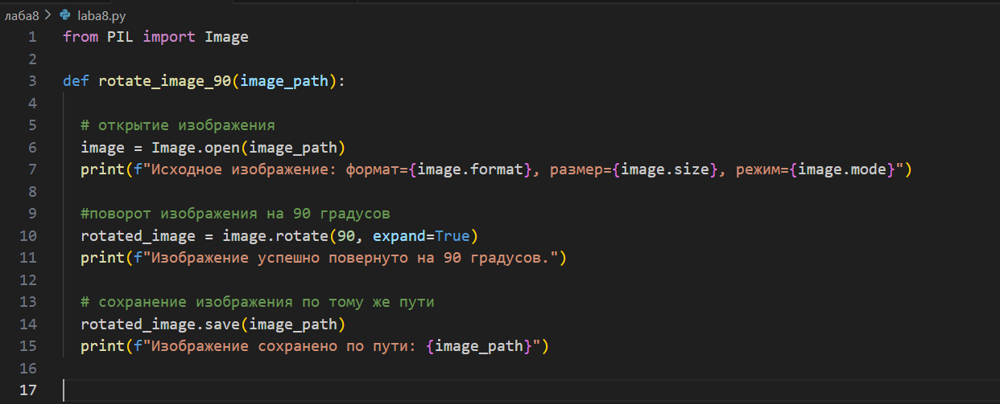 лаба8 > laba8.py
1 from PIL import Image
2
3 def rotate_image_90(image_path):
4
5 # открытие изображения
6 image = Image.open(image_path)
7 print(f"Исходное изображение: формат={image.format}, размер={image.size}, режим={image.mode}")
8
9 #поворот изображения на 90 градусов
10 rotated_image = image.rotate(90, expand=True)
11 print(f"Изображение успешно повернуто на 90 градусов.")
12
13 # сохранение изображения по тому же пути
14 rotated_image.save(image_path)
15 print(f"Изображение сохранено по пути: {image_path}")
16
17